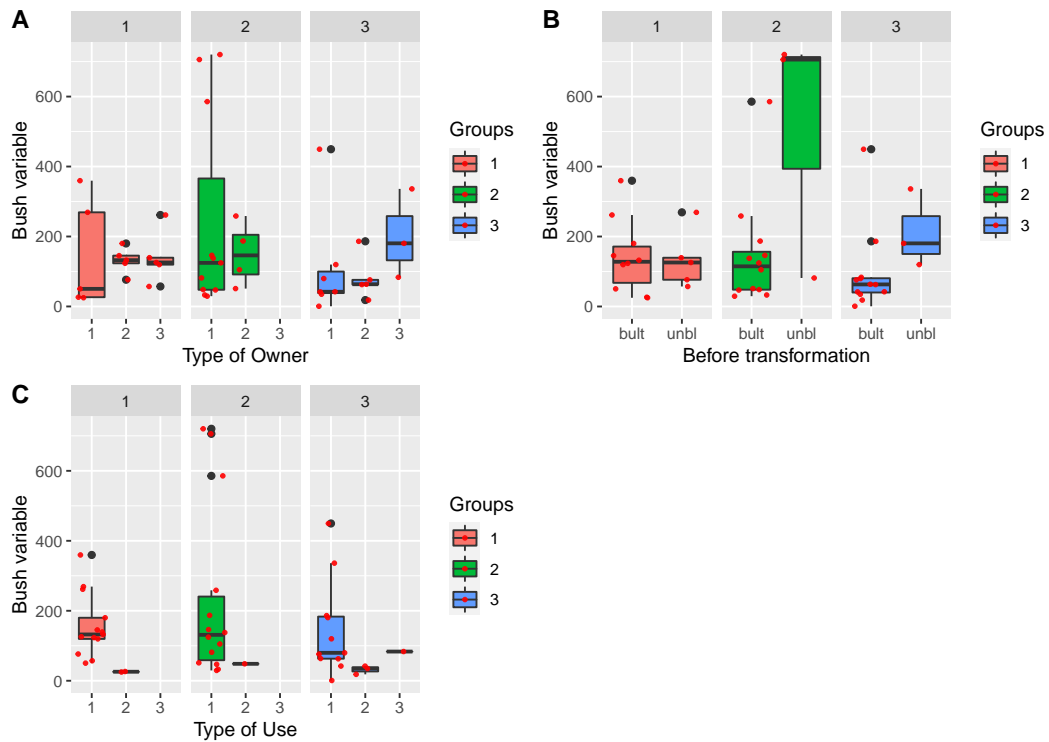 A
1 2 3
600
400
200
0
Bush variable
1 2 3 1 2 3 1 2 3
Type of Owner
Groups
1
2
3
B
1 2 3
600
400
200
0
Bush variable
bult unbl bult unbl bult unbl
Before transformation
Groups
1
2
3
C
1 2 3
600
400
200
0
Bush variable
1 2 3 1 2 3 1 2 3
Type of Use
Groups
1
2
3